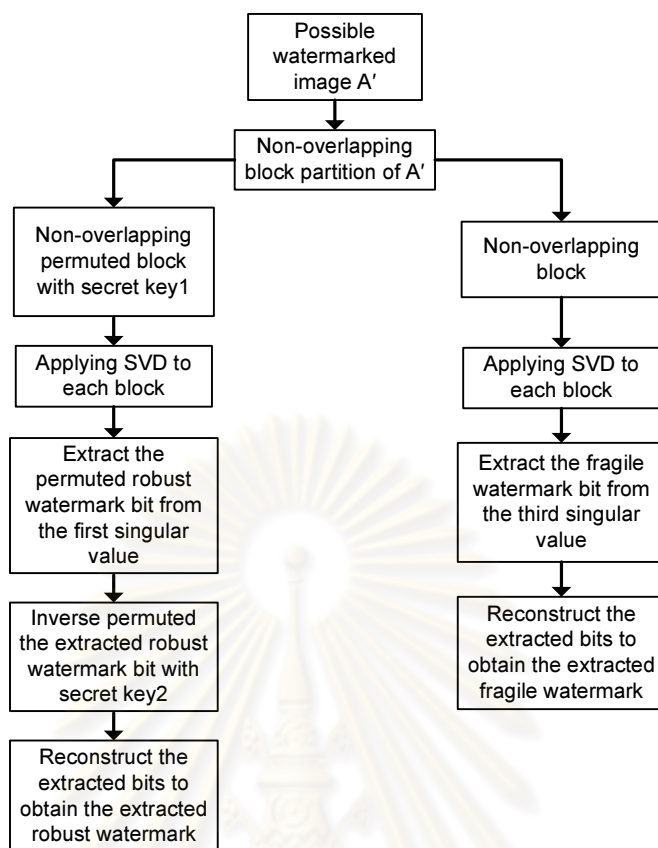 Possible
watermarked
image A′
Non-overlapping
block partition of A′
Non-overlapping
permuted block
with secret key1
Applying SVD to
each block
Extract the
permuted robust
watermark bit from
the first singular
value
Inverse permuted
the extracted robust
watermark bit with
secret key2
Reconstruct the
extracted bits to
obtain the extracted
robust watermark
Non-overlapping
block
Applying SVD to
each block
Extract the fragile
watermark bit from
the third singular
value
Reconstruct the
extracted bits to
obtain the extracted
fragile watermark